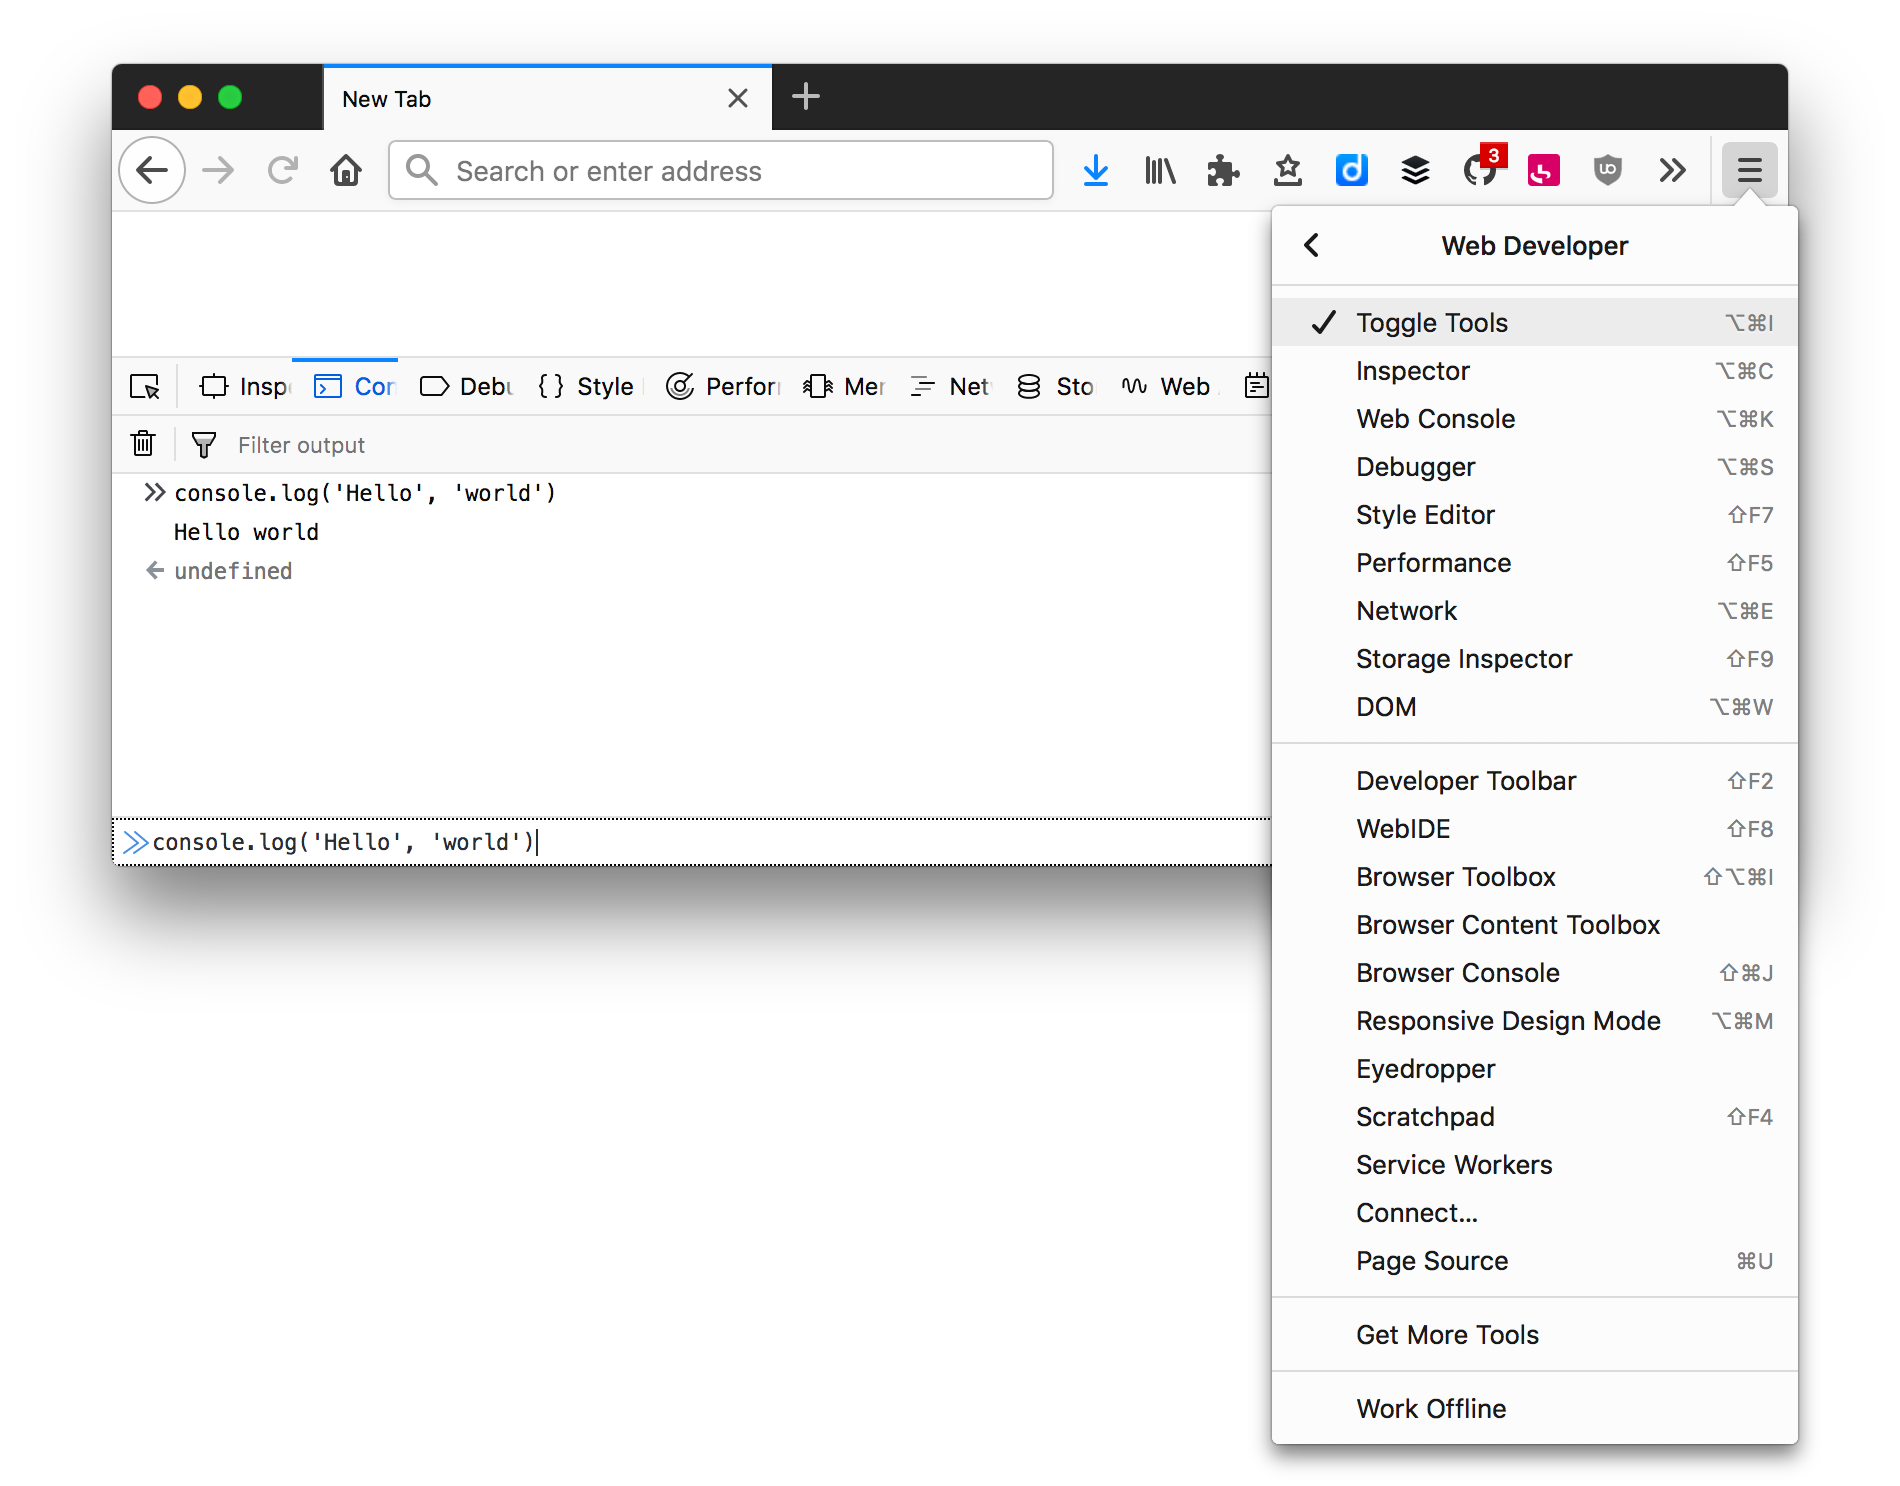 New Tab
Search or enter address
3
Web Developer
Toggle Tools ⌥⌘I
Inspector ⌥⌘C
Web Console ⌥⌘K
Debugger ⌥⌘S
Style Editor ⇧F7
Performance ⇧F5
Network ⌥⌘E
Storage Inspector ⇧F9
DOM ⌥⌘W
Developer Toolbar ⇧F2
WebIDE ⇧F8
Browser Toolbox ⇧⌥⌘I
Browser Content Toolbox
Browser Console ⇧⌘J
Responsive Design Mode ⌥⌘M
Eyedropper
Scratchpad ⇧F4
Service Workers
Connect...
Page Source ⌘U
Get More Tools
Work Offline
Insp Con Debu {} Style Perfor Mer Net Sto Web
Filter output
>> console.log('Hello', 'world')
Hello world
← undefined
>> console.log('Hello', 'world')